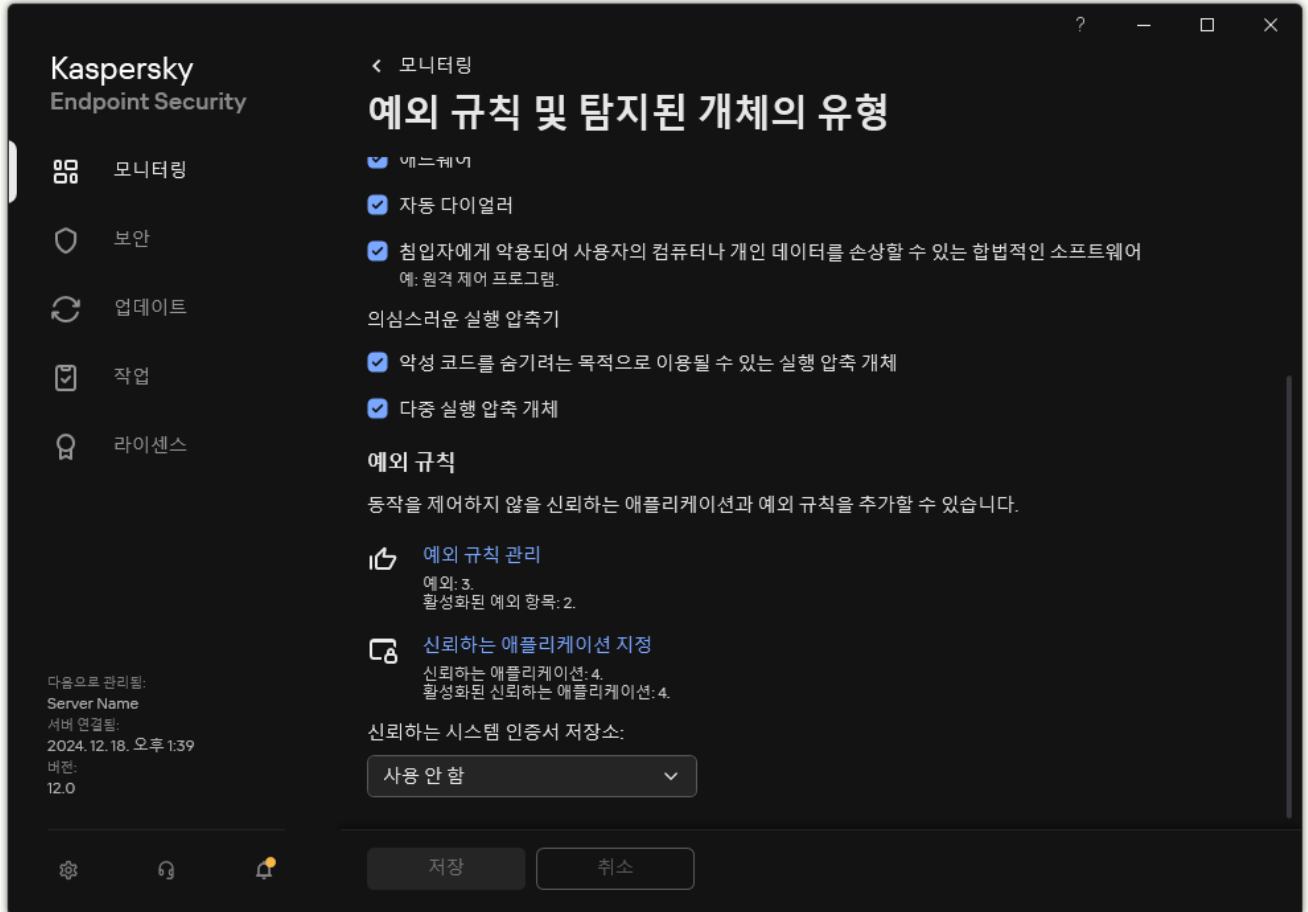 ?
Kaspersky
Endpoint Security
모니터링
보안
업데이트
작업
라이센스
다음으로 관리됨:
Server Name
서버 연결됨:
2024. 12. 18. 오후 1:39
버전:
12.0
모니터링
예외 규칙 및 탐지된 개체의 유형
애드웨어
자동 다이얼러
침입자에게 악용되어 사용자의 컴퓨터나 개인 데이터를 손상할 수 있는 합법적인 소프트웨어
예: 원격 제어 프로그램.
의심스러운 실행 압축기
악성 코드를 숨기려는 목적으로 이용될 수 있는 실행 압축 개체
다중 실행 압축 개체
예외 규칙
동작을 제어하지 않을 신뢰하는 애플리케이션과 예외 규칙을 추가할 수 있습니다.
예외 규칙 관리
예외: 3.
활성화된 예외 항목: 2.
신뢰하는 애플리케이션 지정
신뢰하는 애플리케이션: 4.
활성화된 신뢰하는 애플리케이션: 4.
신뢰하는 시스템 인증서 저장소:
사용 안 함
저장
취소